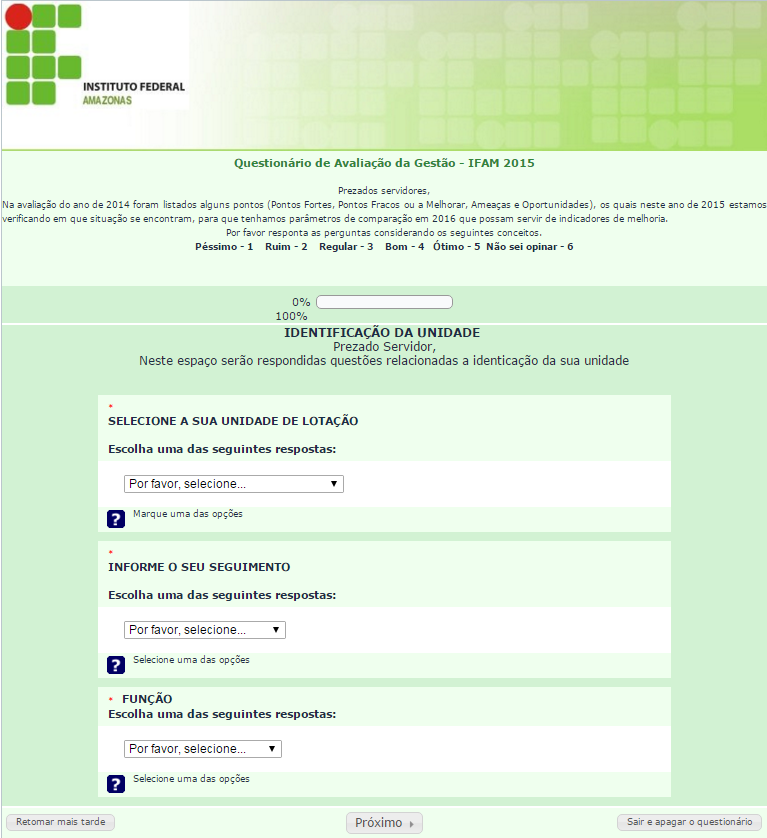 INSTITUTO FEDERAL
AMAZONAS
Questionário de Avaliação da Gestão - IFAM 2015
Prezados servidores,
Na avaliação do ano de 2014 foram listados alguns pontos (Pontos Fortes, Pontos Fracos ou a Melhorar, Ameaças e Oportunidades), os quais neste ano de 2015 estamos
verificando em que situação se encontram, para que tenhamos parâmetros de comparação em 2016 que possam servir de indicadores de melhoria.
Por favor resposta as perguntas considerando os seguintes conceitos.
Péssimo - 1 Ruim - 2 Regular - 3 Bom - 4 Ótimo - 5 Não sei opinar - 6
0%
100%
IDENTIFICAÇÃO DA UNIDADE
Prezado Servidor,
Neste espaço serão respondidas questões relacionadas a identicação da sua unidade
*
SELECIONE A SUA UNIDADE DE LOTAÇÃO
Escolha uma das seguintes respostas:
Por favor, selecione...
? Marque uma das opções
*
INFORME O SEU SEGUIMENTO
Escolha uma das seguintes respostas:
Por favor, selecione...
? Selecione uma das opções
* FUNÇÃO
Escolha uma das seguintes respostas:
Por favor, selecione...
? Selecione uma das opções
Retomar mais tarde Próximo Sair e apagar o questionário